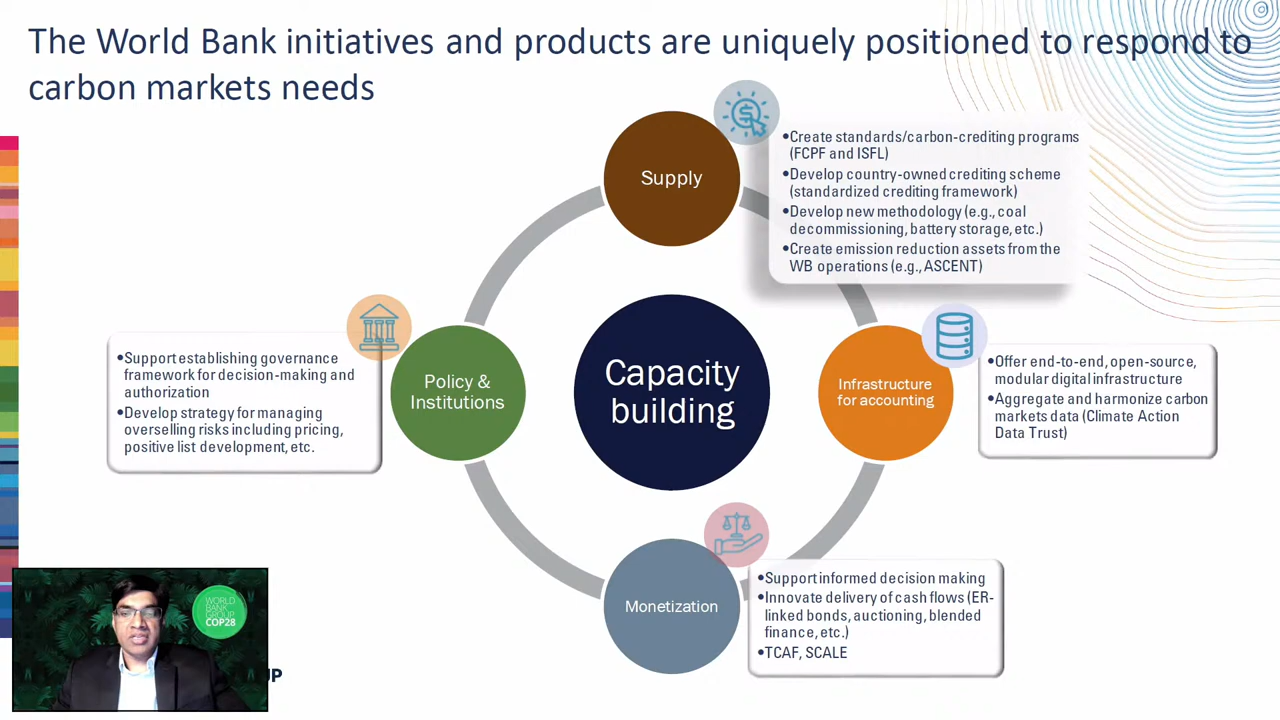 The World Bank initiatives and products are uniquely positioned to respond to
carbon markets needs
Supply
•Create standards/carbon-crediting programs
(FCPF and ISFL)
•Develop country-owned crediting scheme
(standardized crediting framework)
•Develop new methodology (e.g., coal
decommissioning, battery storage, etc.)
•Create emission reduction assets from the
WB operations (e.g., ASCENT)
•Support establishing governance
framework for decision-making and
authorization
•Develop strategy for managing
overselling risks including pricing,
positive list development, etc.
Policy &
Institutions
Capacity
building
Infrastructure
for accounting
•Offer end-to-end, open-source,
modular digital infrastructure
•Aggregate and harmonize carbon
markets data (Climate Action
Data Trust)
Monetization
•Support informed decision making
•Innovate delivery of cash flows (ER-
linked bonds, auctioning, blended
finance, etc.)
•TCAF, SCALE
WORLD
BANK
GROUP
COP28
UP